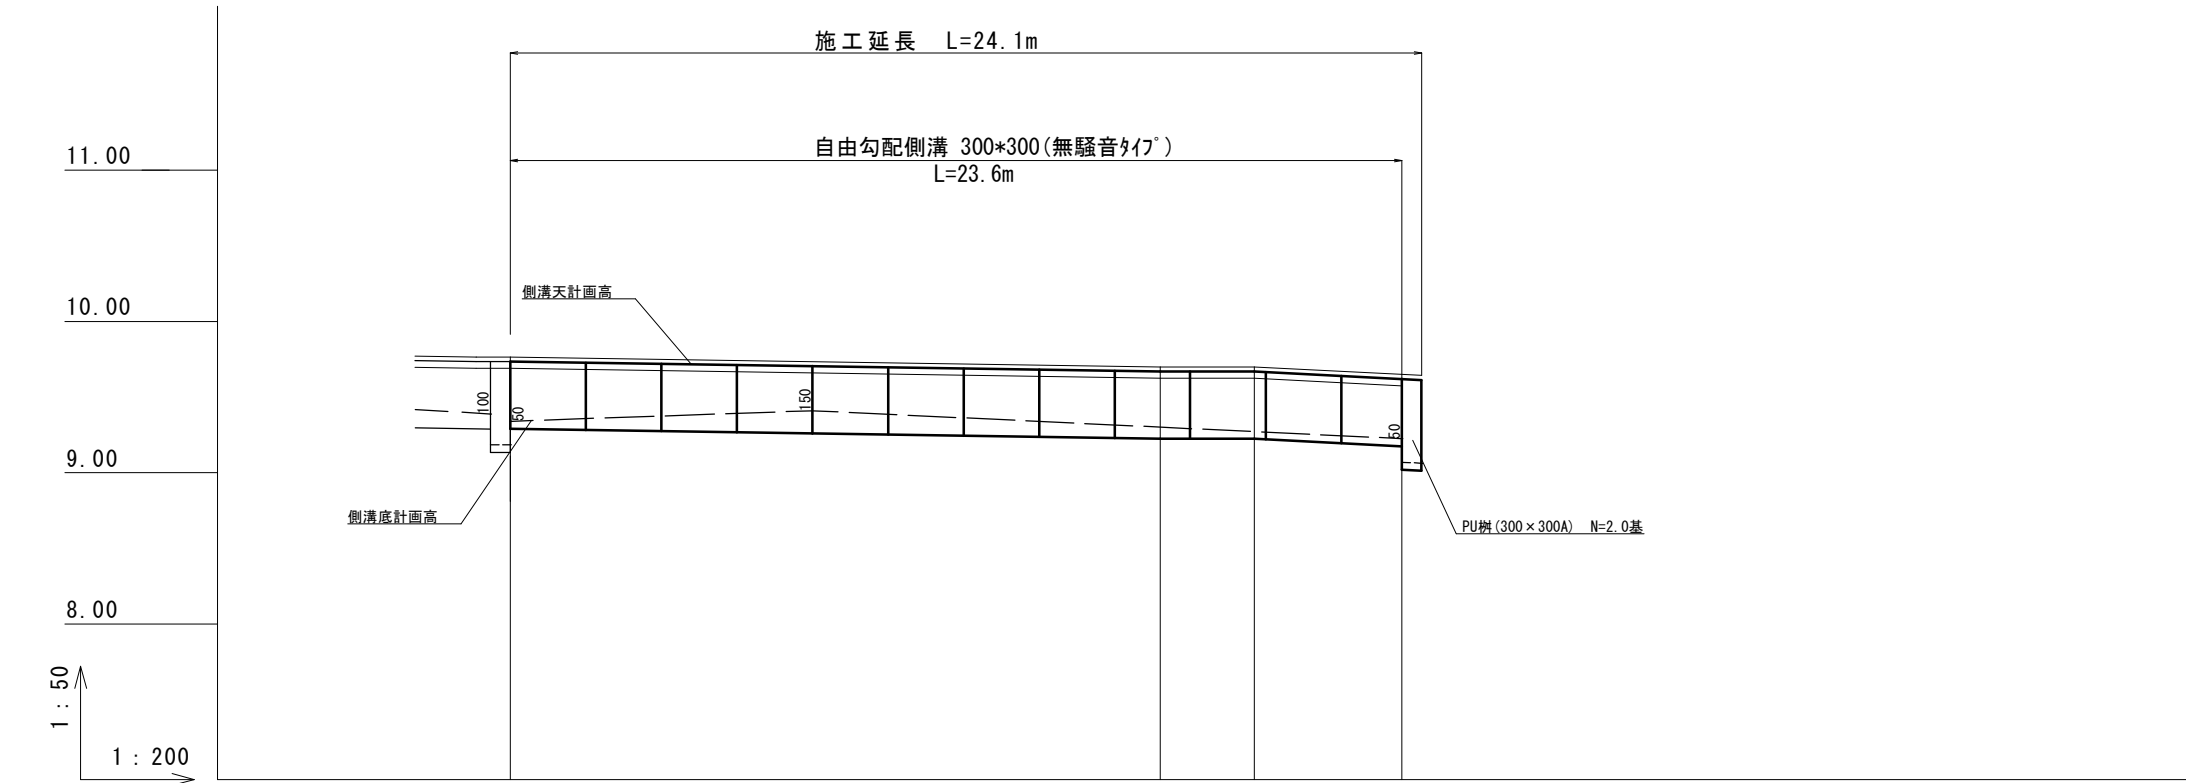 施工延長　L=24.1m
自由勾配側溝 300*300(無騒音ﾀｲﾌﾟ)
L=23.6m
11.00
10.00
9.00
8.00
側溝天計画高
100
50
150
50
側溝底計画高
PU桝(300×300A)　N=2.0基
1：50
1：200